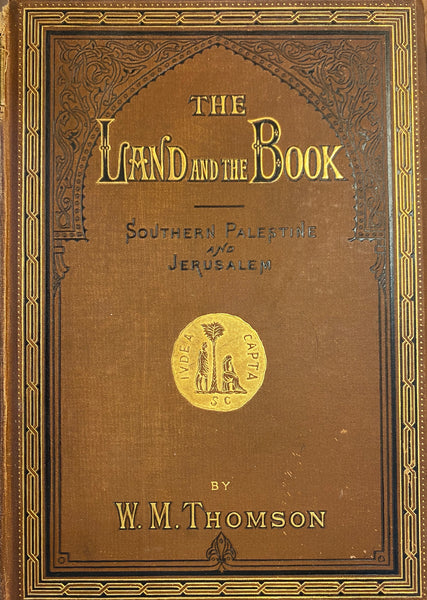 THE
LAND AND THE BOOK
SOUTHERN PALESTINE
AND
JERUSALEM
IVDEA CAPTA
SC
BY
W. M. THOMSON